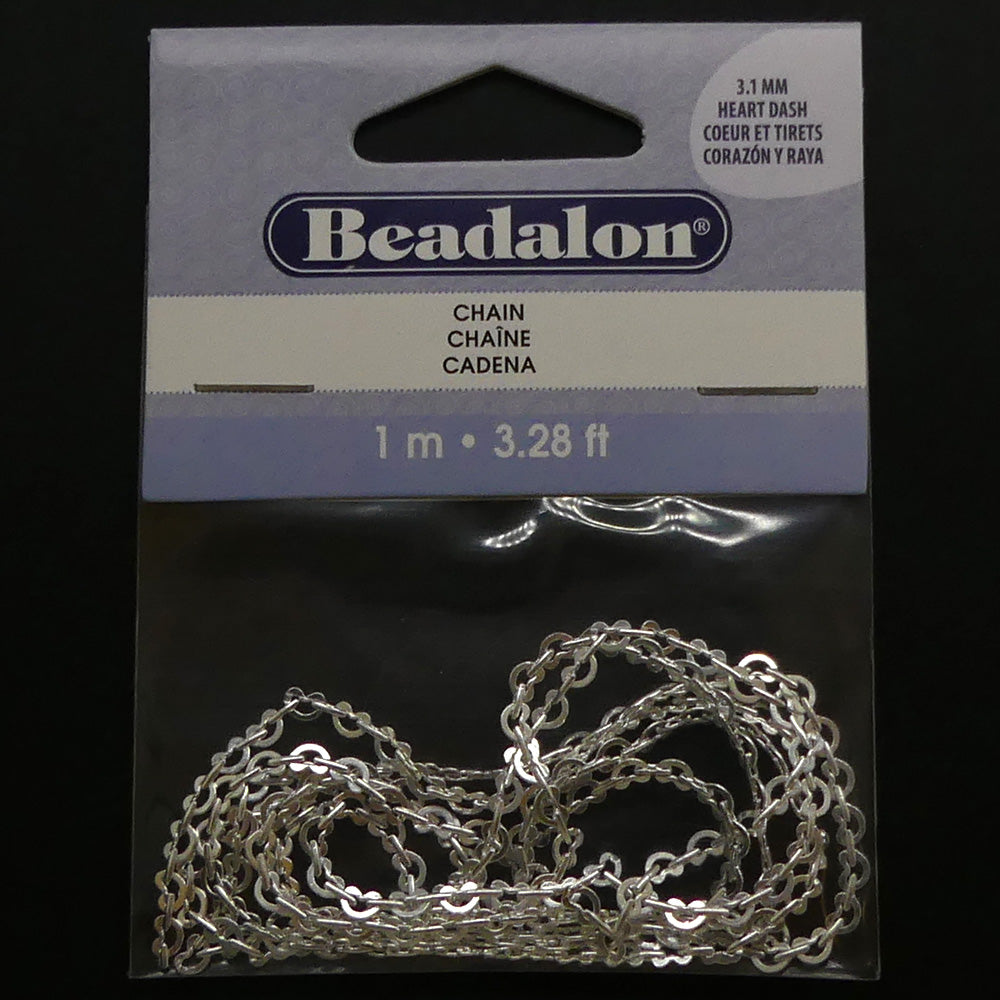 3.1 MM
HEART DASH
COEUR ET TIRETS
CORAZÓN Y RAYA
Beadalon®
CHAIN
CHAÎNE
CADENA
1 m • 3.28 ft